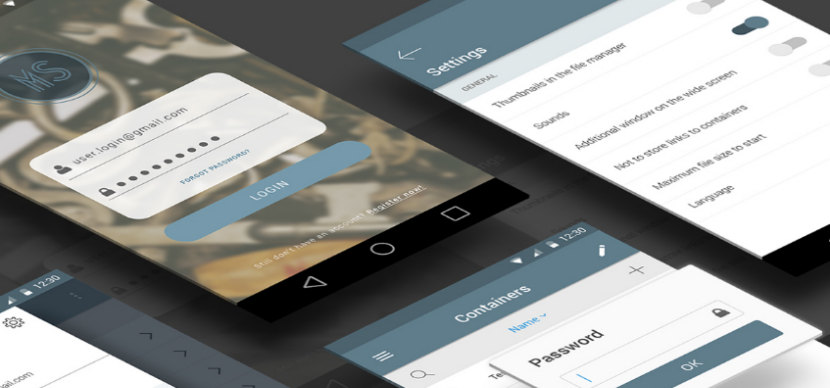 MS
user.login@gmail.com
FORGOT PASSWORD?
LOGIN
Still don't have an account? Register now!
Settings
GENERAL
Thumbnails in the file manager
Sounds
Additional window on the wide screen
Not to store links to containers
Maximum file size to start
Language
12:30
Containers
Name
Te
Password
OK
12:30
mail.com